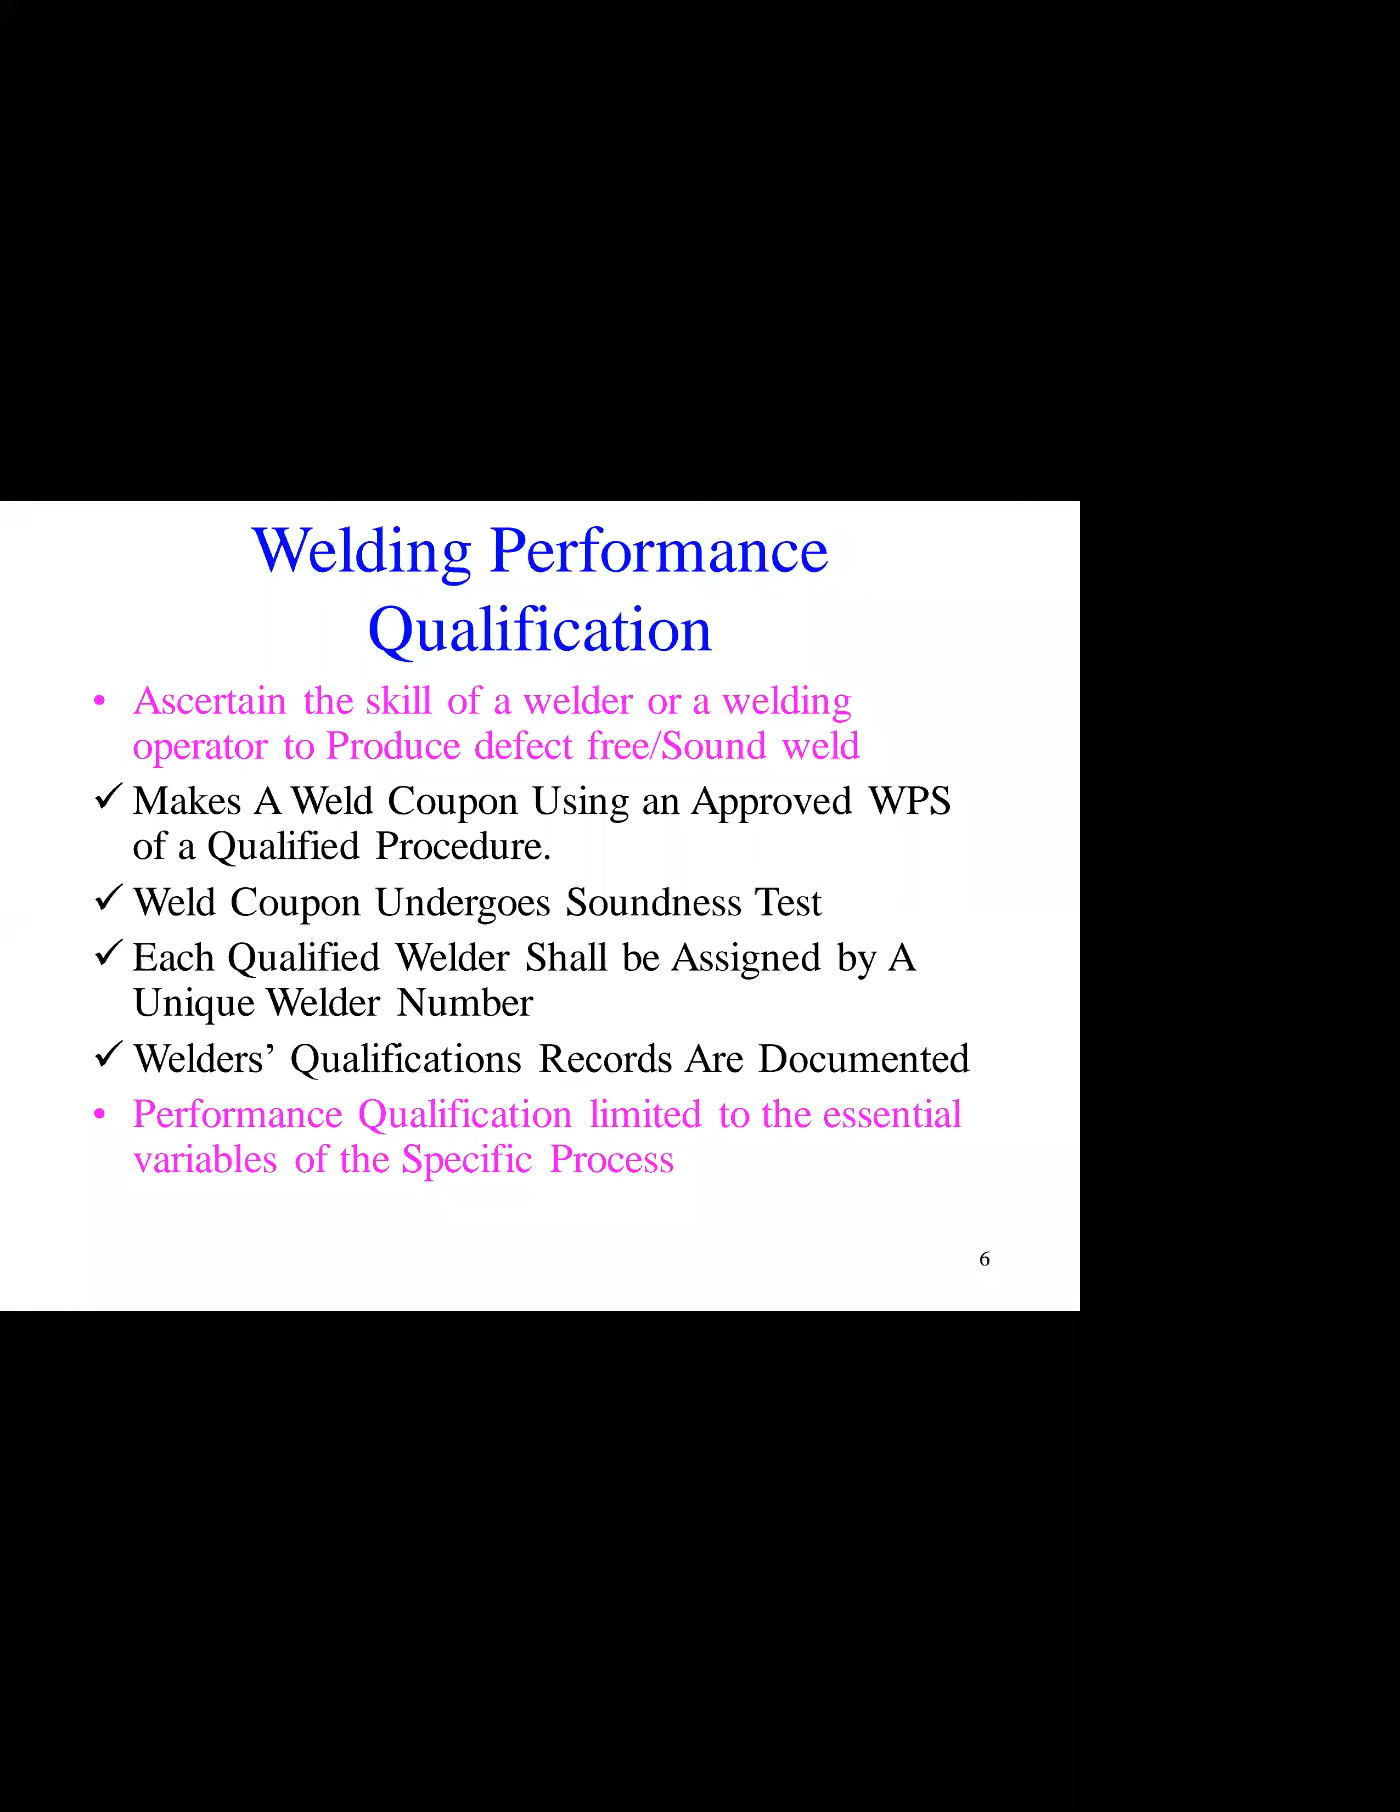 Welding Performance
Qualification
• Ascertain the skill of a welder or a welding
operator to Produce defect free/Sound weld
✓ Makes A Weld Coupon Using an Approved WPS
of a Qualified Procedure.
✓ Weld Coupon Undergoes Soundness Test
✓ Each Qualified Welder Shall be Assigned by A
Unique Welder Number
✓ Welders’ Qualifications Records Are Documented
• Performance Qualification limited to the essential
variables of the Specific Process
6